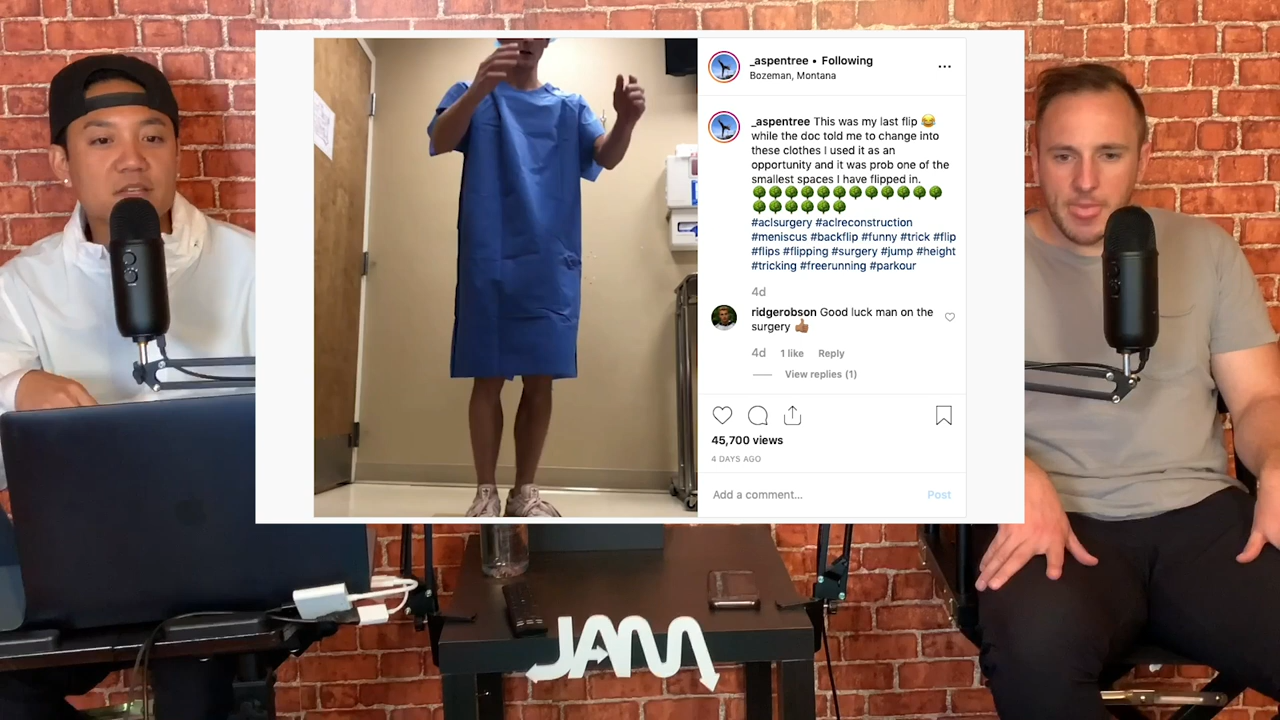 _aspentree • Following
Bozeman, Montana
_aspentree This was my last flip 😂
while the doc told me to change into
these clothes I used it as an
opportunity and it was prob one of the
smallest spaces I have flipped in.
🌳🌳🌳🌳🌳🌳🌳🌳🌳🌳🌳🌳
🌳🌳🌳🌳🌳🌳
#aclsurgery #aclreconstruction
#meniscus #backflip #funny #trick #flip
#flips #flipping #surgery #jump #height
#tricking #freerunning #parkour
4d
ridgerobson Good luck man on the
surgery 👍🏽
4d 1 like Reply
View replies (1)
45,700 views
4 DAYS AGO
Add a comment... Post
JAM